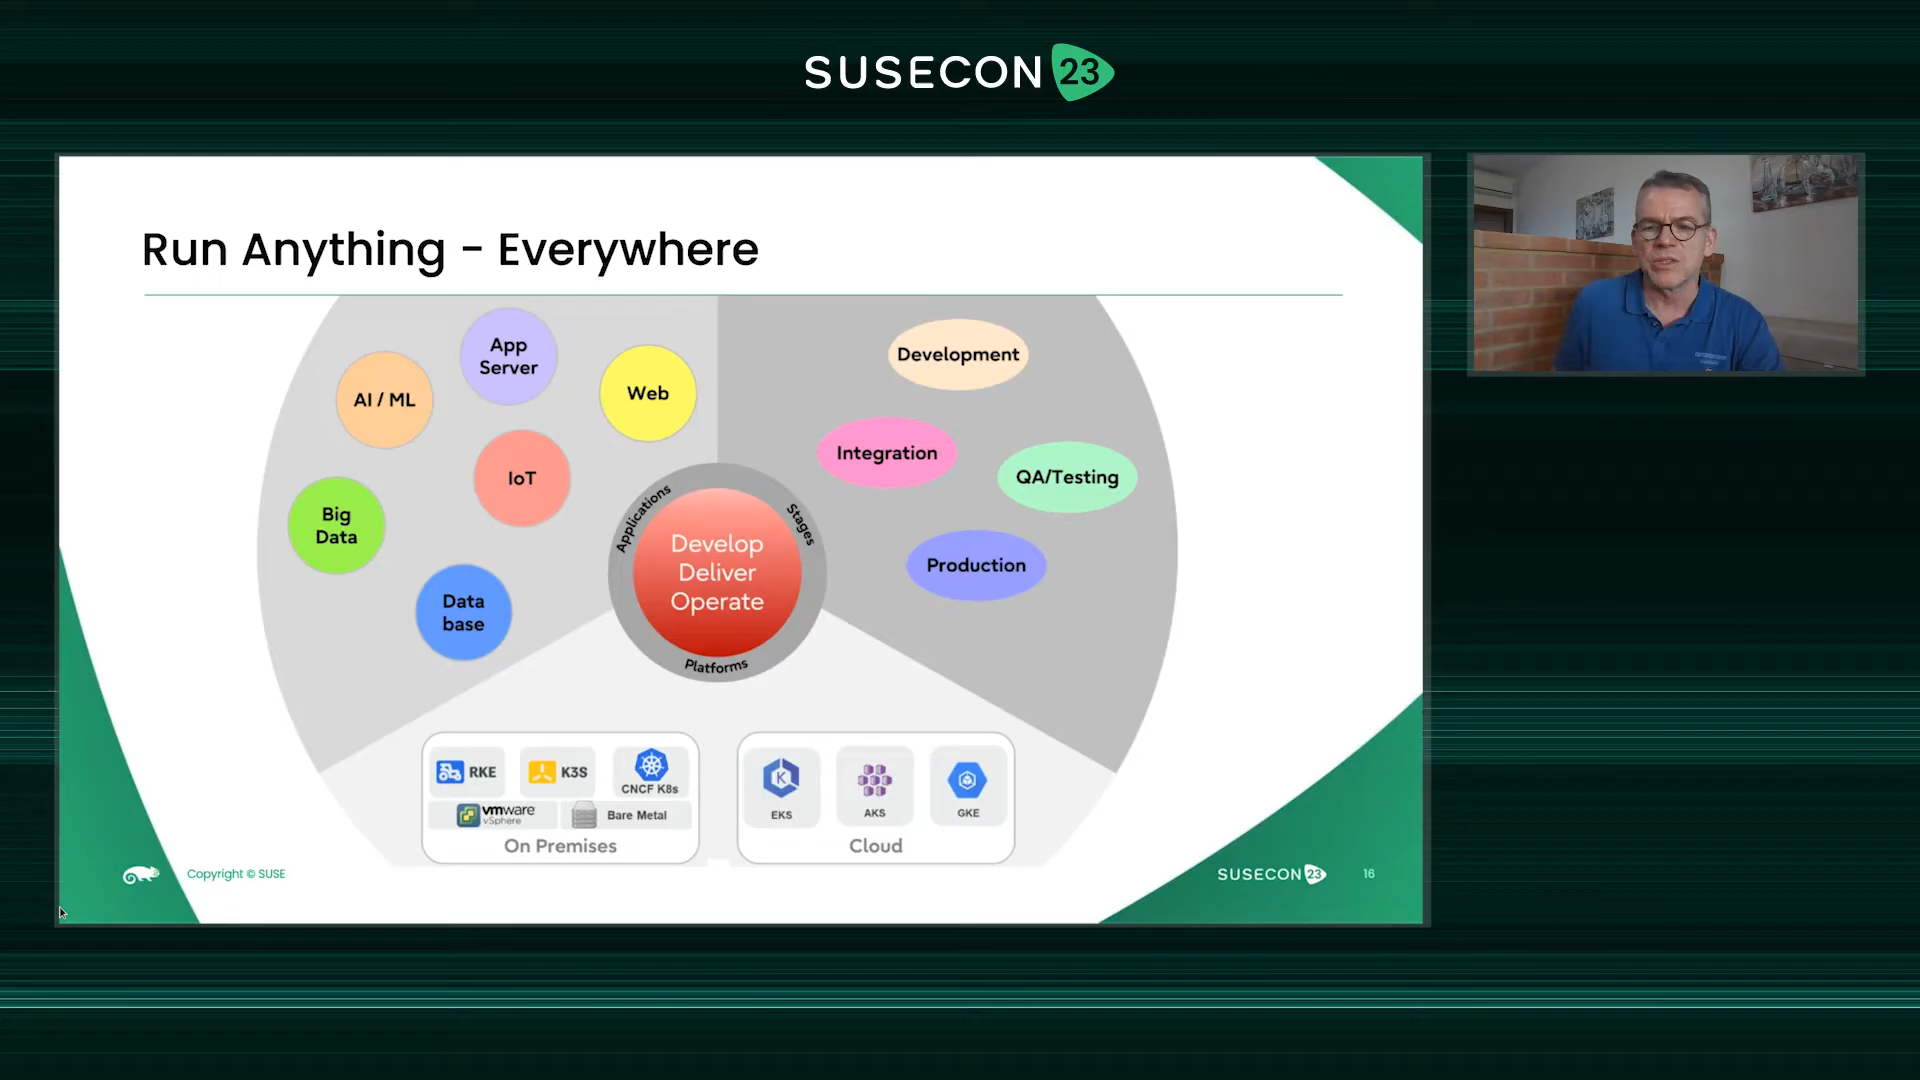 SUSECON 23
Run Anything - Everywhere
App
Server
AI / ML
Web
IoT
Big
Data
Data
base
Development
Integration
QA/Testing
Production
Applications
Stages
Platforms
Develop
Deliver
Operate
RKE
K3S
CNCF K8s
vmware
vSphere
Bare Metal
On Premises
EKS
AKS
GKE
Cloud
Copyright © SUSE
SUSECON 23
16